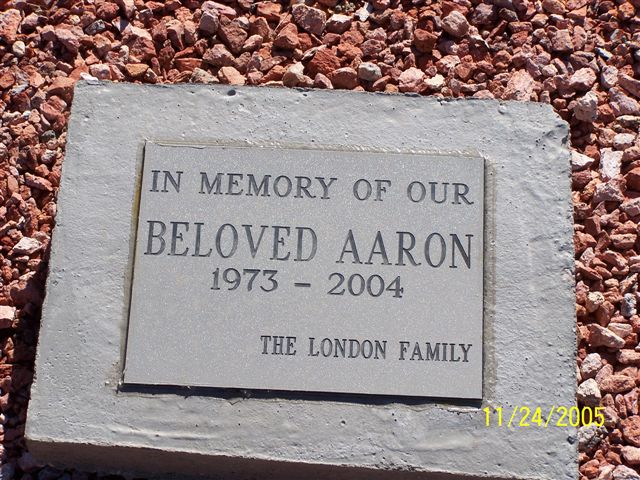 IN MEMORY OF OUR
BELOVED AARON
1973 - 2004
THE LONDON FAMILY
11/24/2005